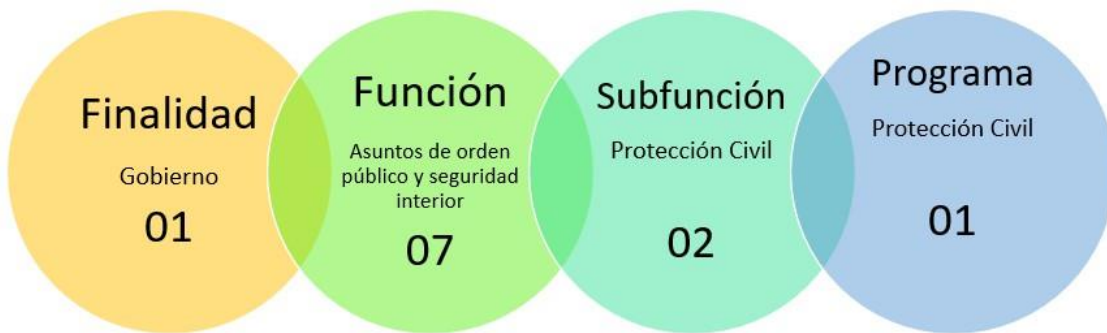 Finalidad
Gobierno
01
Función
Asuntos de orden
público y seguridad
interior
07
Subfunción
Protección Civil
02
Programa
Protección Civil
01